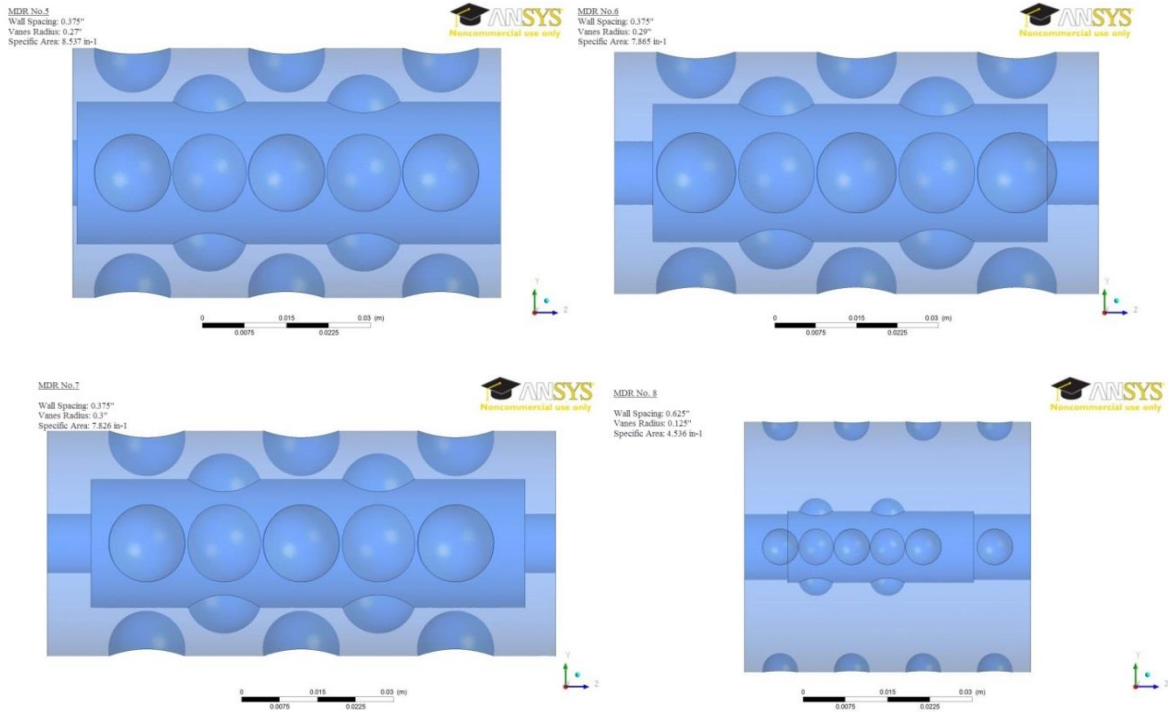 MDR No.5
Wall Spacing: 0.375"
Vanes Radius: 0.27"
Specific Area: 8.537 in-1
ANSYS
Noncommercial use only
0 0.015 0.03 (m)
0.0075 0.0225
Y
Z
MDR No.6
Wall Spacing: 0.375"
Vanes Radius: 0.29"
Specific Area: 7.865 in-1
ANSYS
Noncommercial use only
0 0.015 0.03 (m)
0.0075 0.0225
Y
Z
MDR No.7
Wall Spacing: 0.375"
Vanes Radius: 0.3"
Specific Area: 7.826 in-1
ANSYS
Noncommercial use only
0 0.015 0.03 (m)
0.0075 0.0225
Y
Z
MDR No. 8
Wall Spacing: 0.625"
Vanes Radius: 0.125"
Specific Area: 4.536 in-1
ANSYS
Noncommercial use only
0 0.015 0.03 (m)
0.0075 0.0225
Y
Z